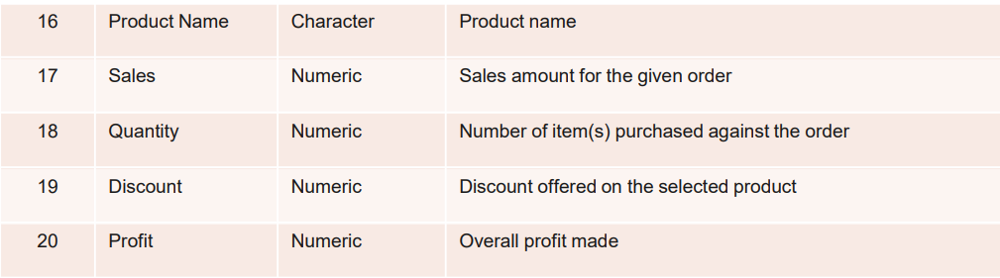 16 Product Name Character Product name
17 Sales Numeric Sales amount for the given order
18 Quantity Numeric Number of item(s) purchased against the order
19 Discount Numeric Discount offered on the selected product
20 Profit Numeric Overall profit made